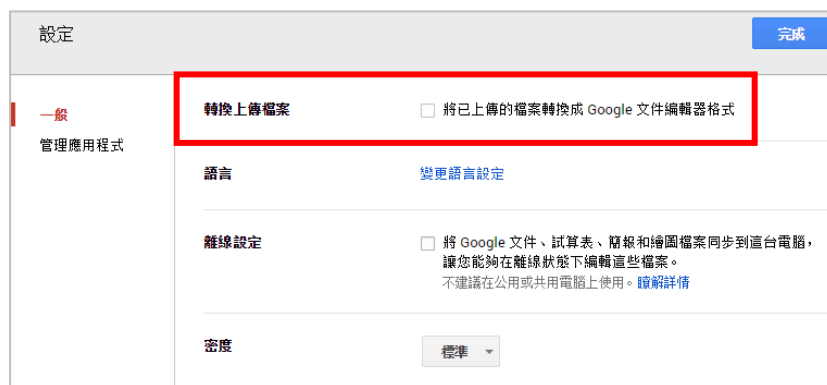 設定
完成
一般
管理應用程式
轉換上傳檔案
將已上傳的檔案轉換成 Google 文件編輯器格式
語言
變更語言設定
離線設定
將 Google 文件、試算表、簡報和繪圖檔案同步到這台電腦，
讓您能夠在離線狀態下編輯這些檔案。
不建議在公用或共用電腦上使用。瞭解詳情
密度
標準